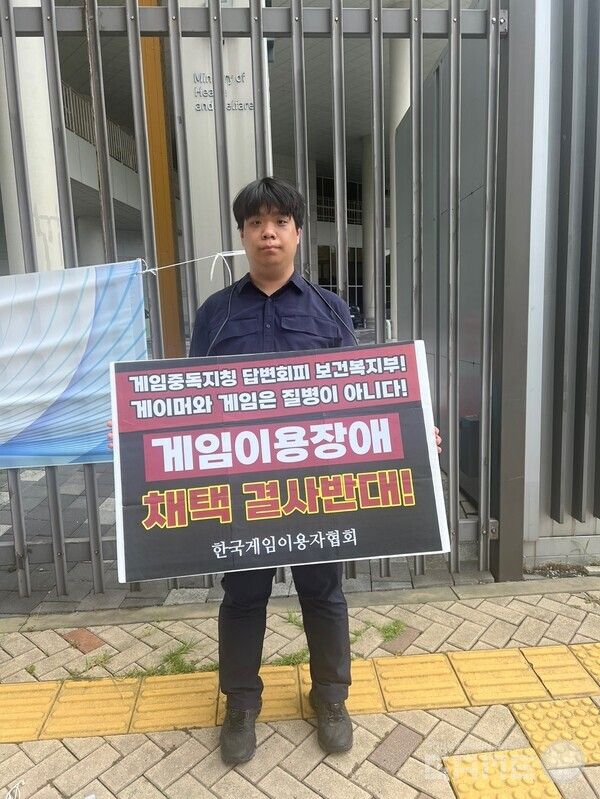 Ministry of
Health
and Welfare
게임중독지칭 답변회피 보건복지부!
게이머와 게임은 질병이 아니다!
게임이용장애
채택 결사반대!
한국게임이용자협회
GAME